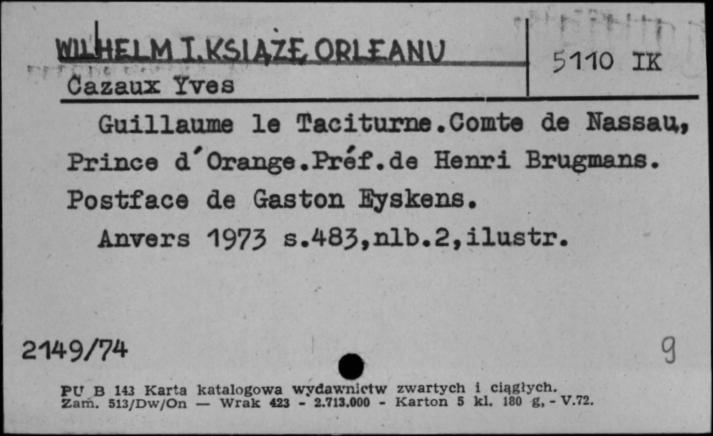 WILHELM I.KSIĄŻĘ ORLEANU
5110 IK
Cazaux Yves
Guillaume le Taciturne.Comte de Nassau,
Prince d´Orange.Préf.de Henri Brugmans.
Postface de Gaston Eyskens.
Anvers 1973 s.483,nlb.2,ilustr.
2149/74
9
PU B 143 Karta katalogowa wydawnictw zwartych i ciągłych.
Zam. 513/Dw/On — Wrak 423 - 2.713.000 - Karton 5 kl. 180 g, - V.72.